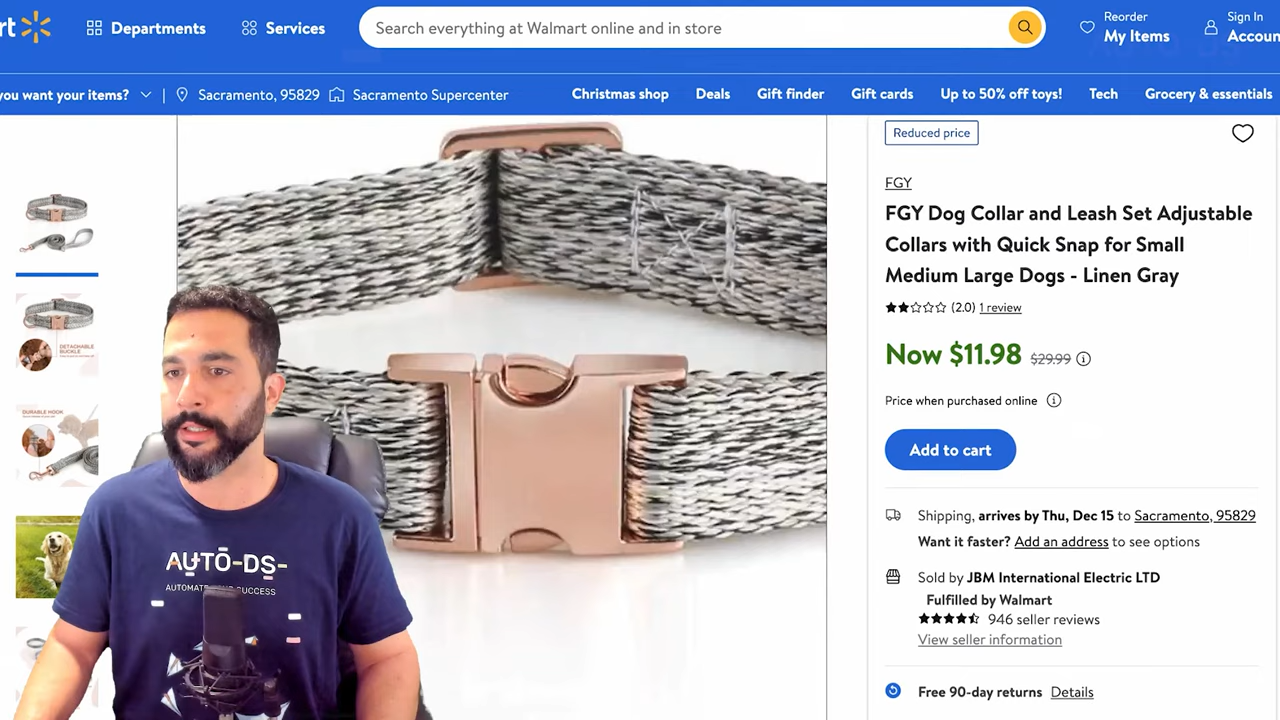 rt
Departments
Services
Search everything at Walmart online and in store
Reorder
My Items
Sign In
Accoun
you want your items?
Sacramento, 95829
Sacramento Supercenter
Christmas shop
Deals
Gift finder
Gift cards
Up to 50% off toys!
Tech
Grocery & essentials
Reduced price
FGY
FGY Dog Collar and Leash Set Adjustable
Collars with Quick Snap for Small
Medium Large Dogs - Linen Gray
(2.0) 1 review
Now $11.98 $29.99
Price when purchased online
Add to cart
Shipping, arrives by Thu, Dec 15 to Sacramento, 95829
Want it faster? Add an address to see options
Sold by JBM International Electric LTD
Fulfilled by Walmart
946 seller reviews
View seller information
Free 90-day returns Details
DETACHABLE
BUCKLE
DURABLE HOOK
AUTO-DS-
SUCCESS